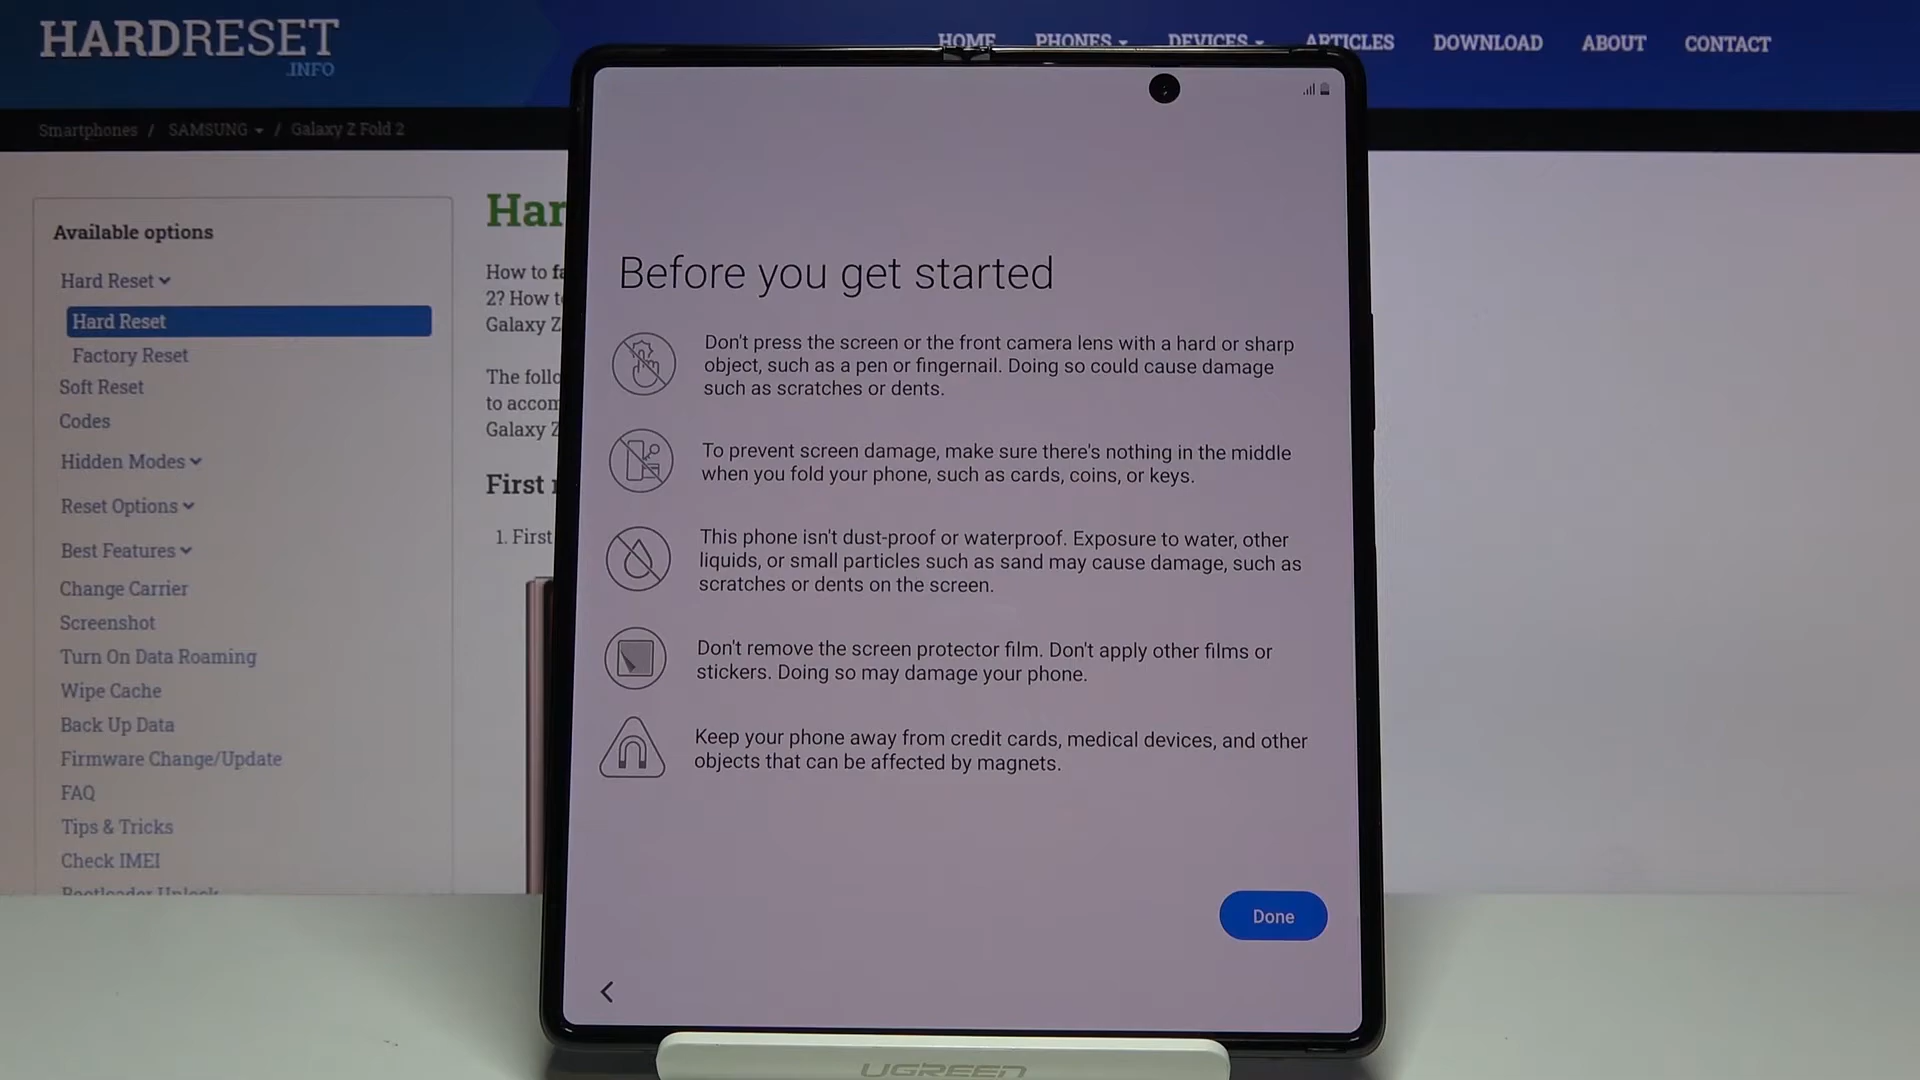 HARDRESET
.INFO
HOME PHONES DEVICES ARTICLES DOWNLOAD ABOUT CONTACT
Smartphones / SAMSUNG / Galaxy Z Fold 2
Available options
Hard Reset
Hard Reset
Factory Reset
Soft Reset
Codes
Hidden Modes
Reset Options
Best Features
Change Carrier
Screenshot
Turn On Data Roaming
Wipe Cache
Back Up Data
Firmware Change/Update
FAQ
Tips & Tricks
Check IMEI
Bootloader Unlock
Har
How to fa
2? How t
Galaxy Z
The follo
to accom
Galaxy Z
First
1. First
Before you get started
Don't press the screen or the front camera lens with a hard or sharp
object, such as a pen or fingernail. Doing so could cause damage
such as scratches or dents.
To prevent screen damage, make sure there's nothing in the middle
when you fold your phone, such as cards, coins, or keys.
This phone isn't dust-proof or waterproof. Exposure to water, other
liquids, or small particles such as sand may cause damage, such as
scratches or dents on the screen.
Don't remove the screen protector film. Don't apply other films or
stickers. Doing so may damage your phone.
Keep your phone away from credit cards, medical devices, and other
objects that can be affected by magnets.
Done
UGREEN